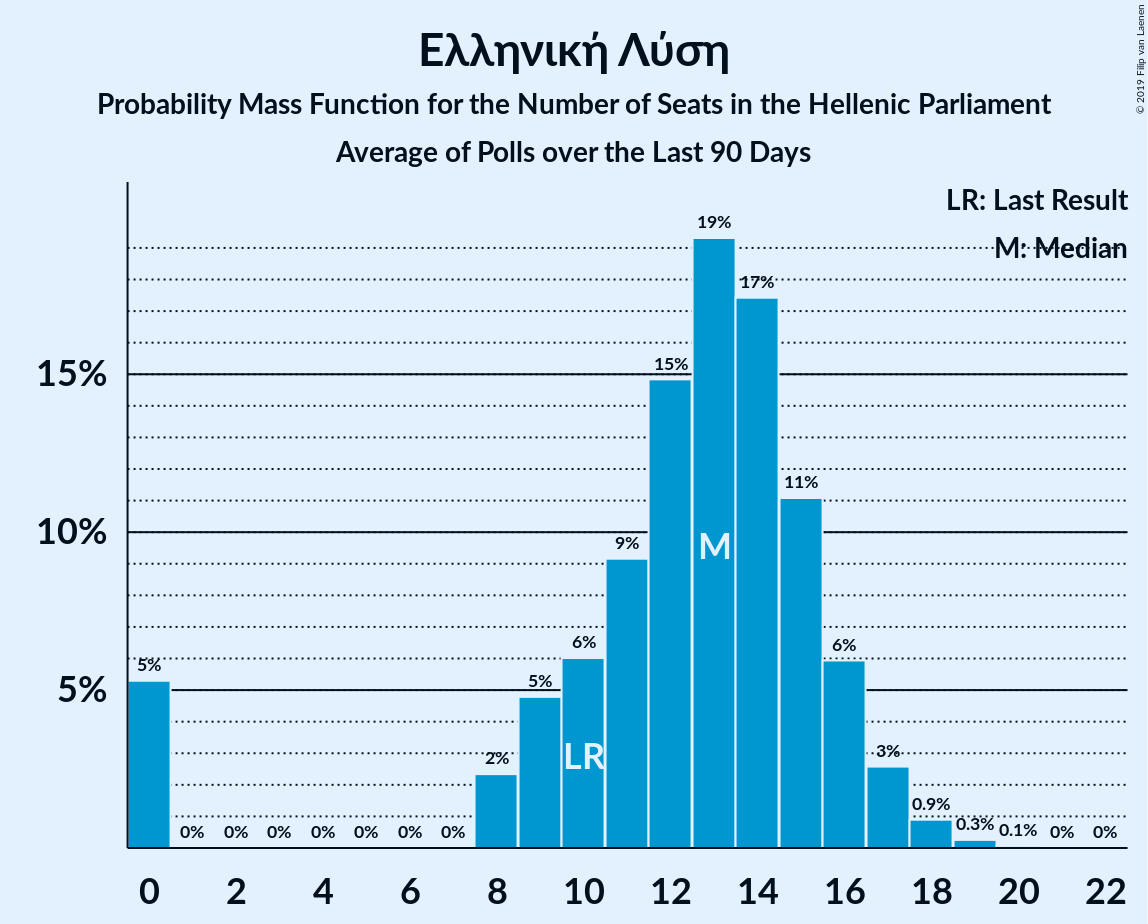 Ελληνική Λύση
Probability Mass Function for the Number of Seats in the Hellenic Parliament
Average of Polls over the Last 90 Days
© 2019 Filip van Laenen
LR: Last Result
M: Median
15%
10%
5%
5%
0%
0%
0%
0%
0%
0%
0%
2%
5%
6%
9%
15%
19%
17%
11%
6%
3%
0.9%
0.3%
0.1%
0%
0%
LR
M
0 2 4 6 8 10 12 14 16 18 20 22